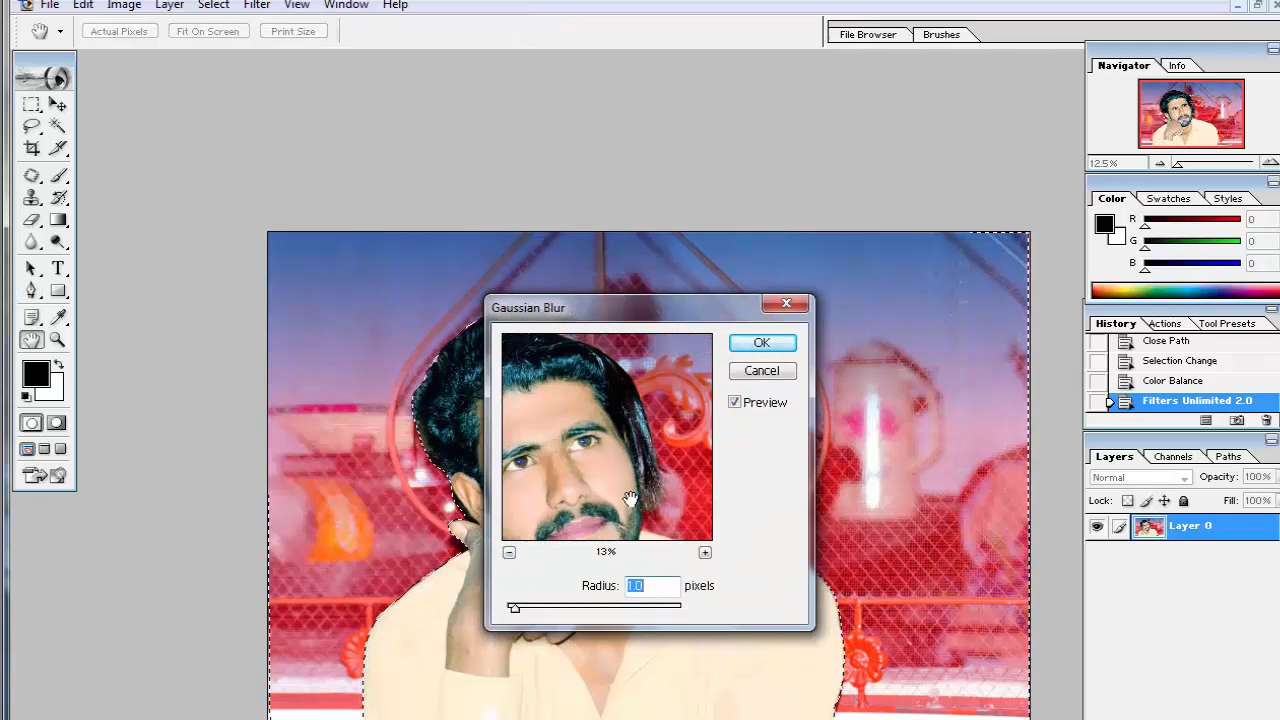 File Edit Image Layer Select Filter View Window Help
Actual Pixels Fit On Screen Print Size File Browser Brushes
Navigator Info
12.5%
Color Swatches Styles
R 0
G 0
B 0
History Actions Tool Presets
Close Path
Selection Change
Color Balance
Filters Unlimited 2.0
Layers Channels Paths
Normal Opacity: 100%
Lock: Fill: 100%
Layer 0
Gaussian Blur
OK
Cancel
Preview
13%
Radius: 1.0 pixels
T